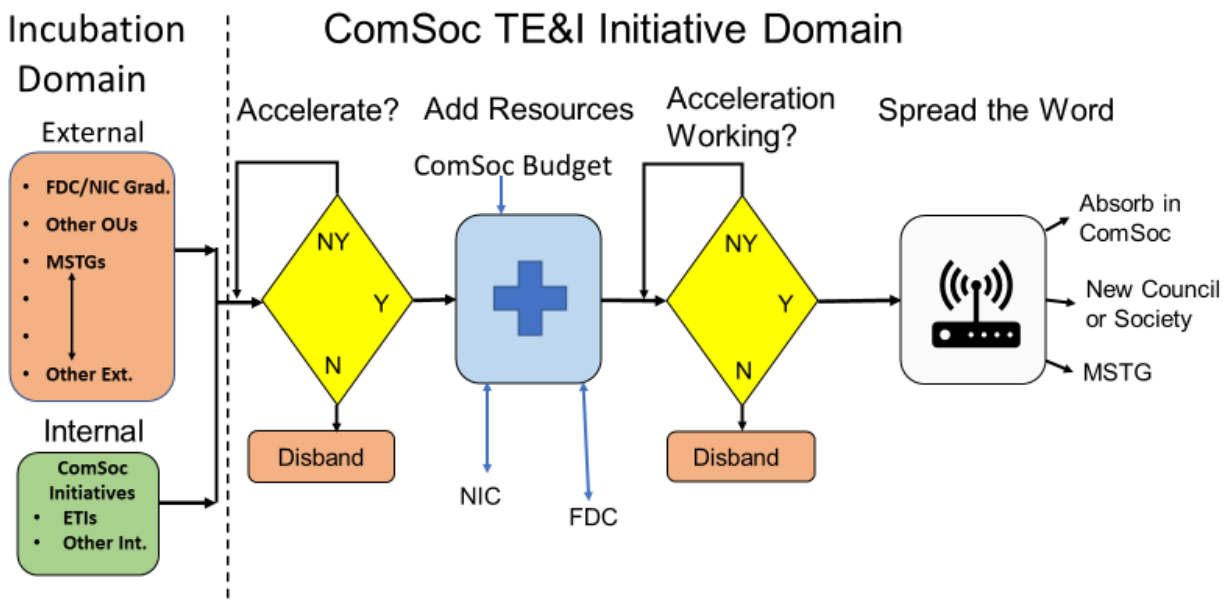 Incubation
Domain
ComSoc TE&I Initiative Domain
External
• FDC/NIC Grad.
• Other OUs
• MSTGs
•
•
• Other Ext.
Internal
ComSoc
Initiatives
• ETIs
• Other Int.
Accelerate?
NY
Y
N
Disband
Add Resources
ComSoc Budget
NIC
FDC
Acceleration
Working?
NY
Y
N
Disband
Spread the Word
Absorb in
ComSoc
New Council
or Society
MSTG